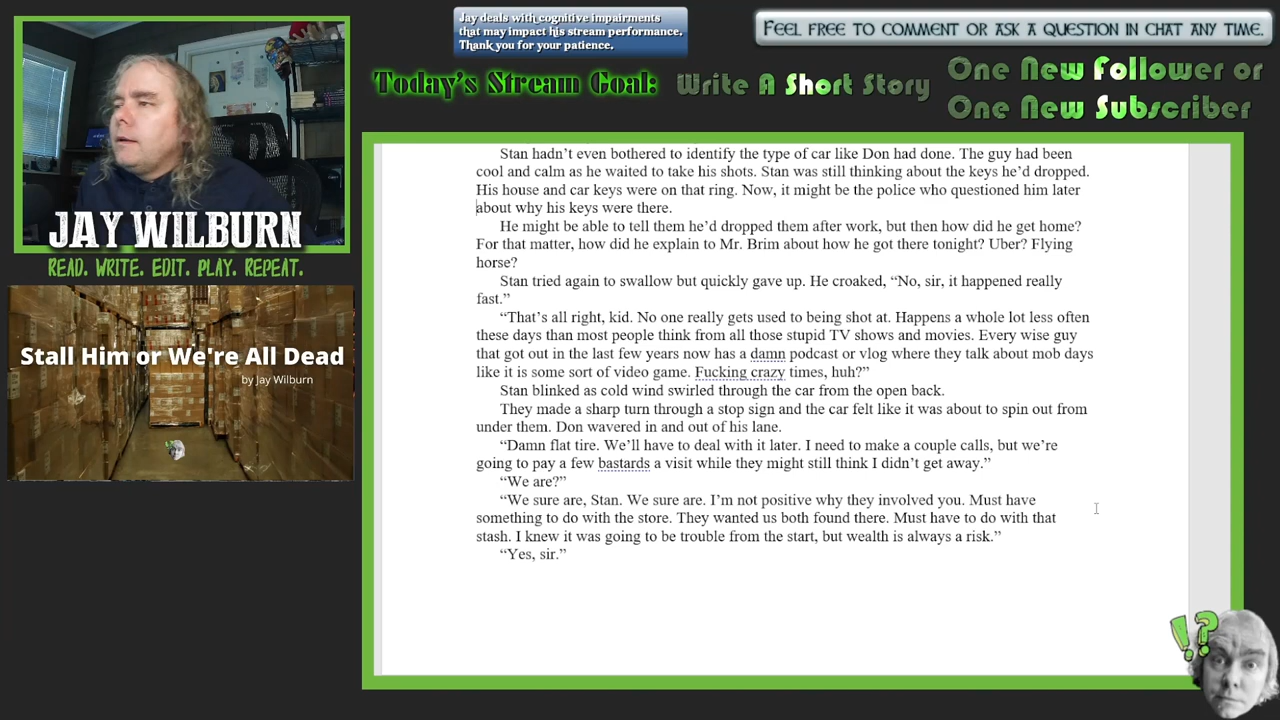 Jay deals with cognitive impairments
that may impact his stream performance.
Thank you for your patience.
Feel free to comment or ask a question in chat any time.
Today's Stream Goal:
Write A Short Story
One New Follower or
One New Subscriber
JAY WILBURN
READ. WRITE. EDIT. PLAY. REPEAT.
Stall Him or We're All Dead
by Jay Wilburn
Stan hadn’t even bothered to identify the type of car like Don had done. The guy had been
cool and calm as he waited to take his shots. Stan was still thinking about the keys he’d dropped.
His house and car keys were on that ring. Now, it might be the police who questioned him later
about why his keys were there.
He might be able to tell them he’d dropped them after work, but then how did he get home?
For that matter, how did he explain to Mr. Brim about how he got there tonight? Uber? Flying
horse?
Stan tried again to swallow but quickly gave up. He croaked, “No, sir, it happened really
fast.”
“That’s all right, kid. No one really gets used to being shot at. Happens a whole lot less often
these days than most people think from all those stupid TV shows and movies. Every wise guy
that got out in the last few years now has a damn podcast or vlog where they talk about mob days
like it is some sort of video game. Fucking crazy times, huh?”
Stan blinked as cold wind swirled through the car from the open back.
They made a sharp turn through a stop sign and the car felt like it was about to spin out from
under them. Don wavered in and out of his lane.
“Damn flat tire. We’ll have to deal with it later. I need to make a couple calls, but we’re
going to pay a few bastards a visit while they might still think I didn’t get away.”
“We are?”
“We sure are, Stan. We sure are. I’m not positive why they involved you. Must have
something to do with the store. They wanted us both found there. Must have to do with that
stash. I knew it was going to be trouble from the start, but wealth is always a risk.”
“Yes, sir.”
!?